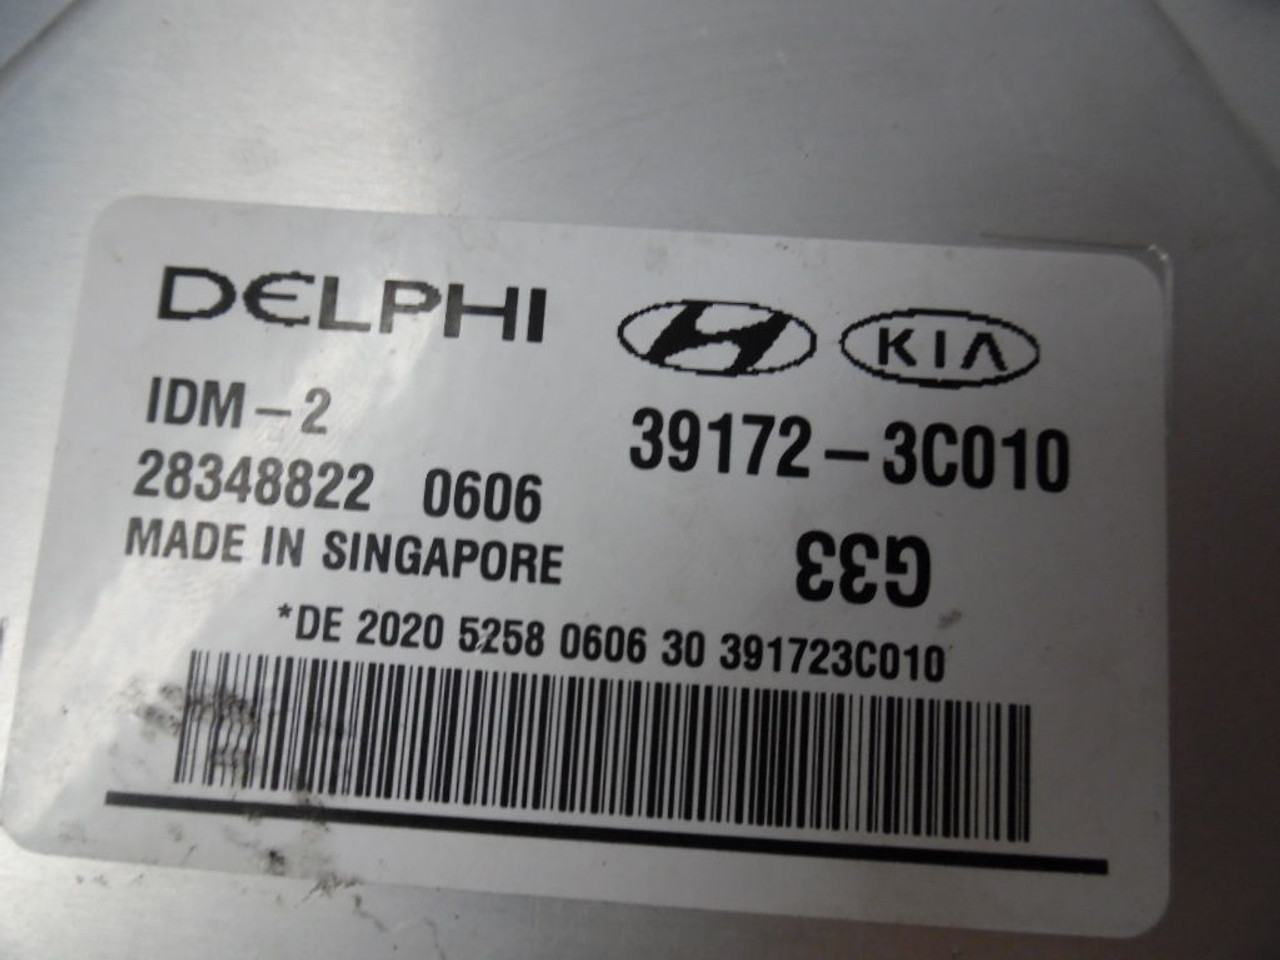 DELPHI
KIA
IDM-2
39172-3C010
28348822 0606
MADE IN SINGAPORE
G33
*DE 2020 5258 0606 30 391723C010